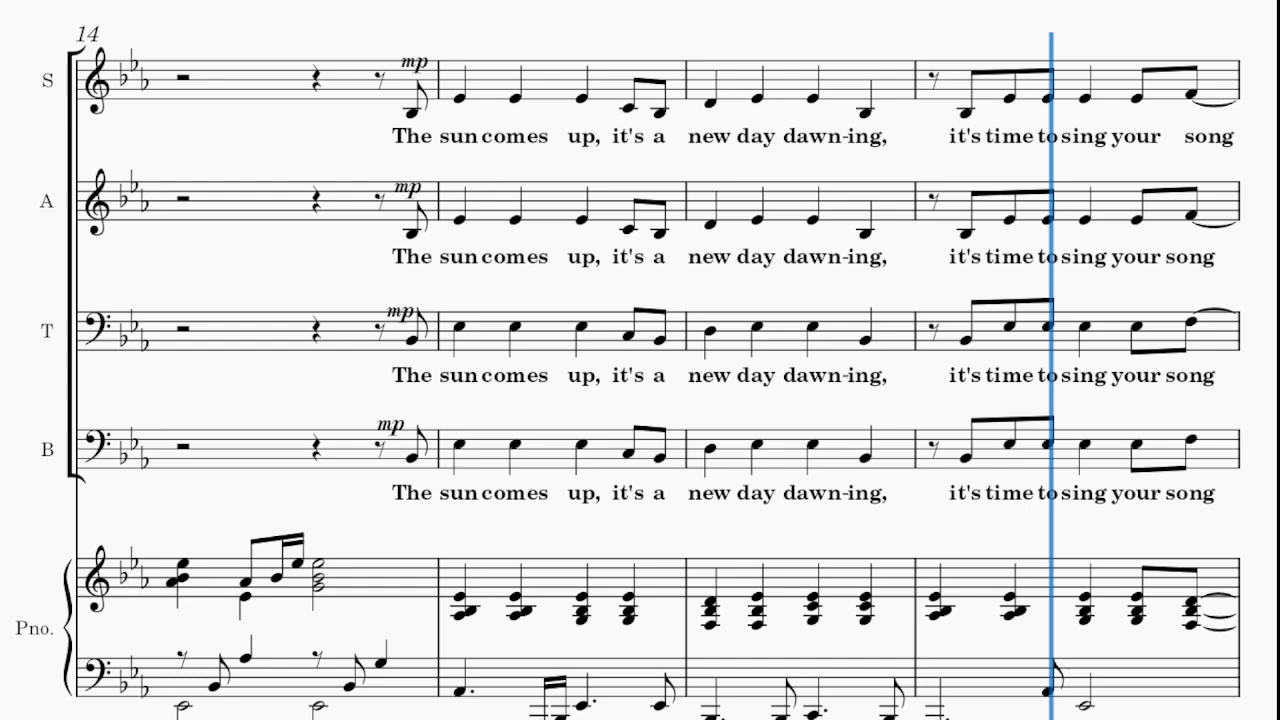 14
S
mp
The sun comes up, it's a new day dawn-ing, it's time to sing your song
A
mp
The sun comes up, it's a new day dawn-ing, it's time to sing your song
T
mp
The sun comes up, it's a new day dawn-ing, it's time to sing your song
B
mp
The sun comes up, it's a new day dawn-ing, it's time to sing your song
Pno.